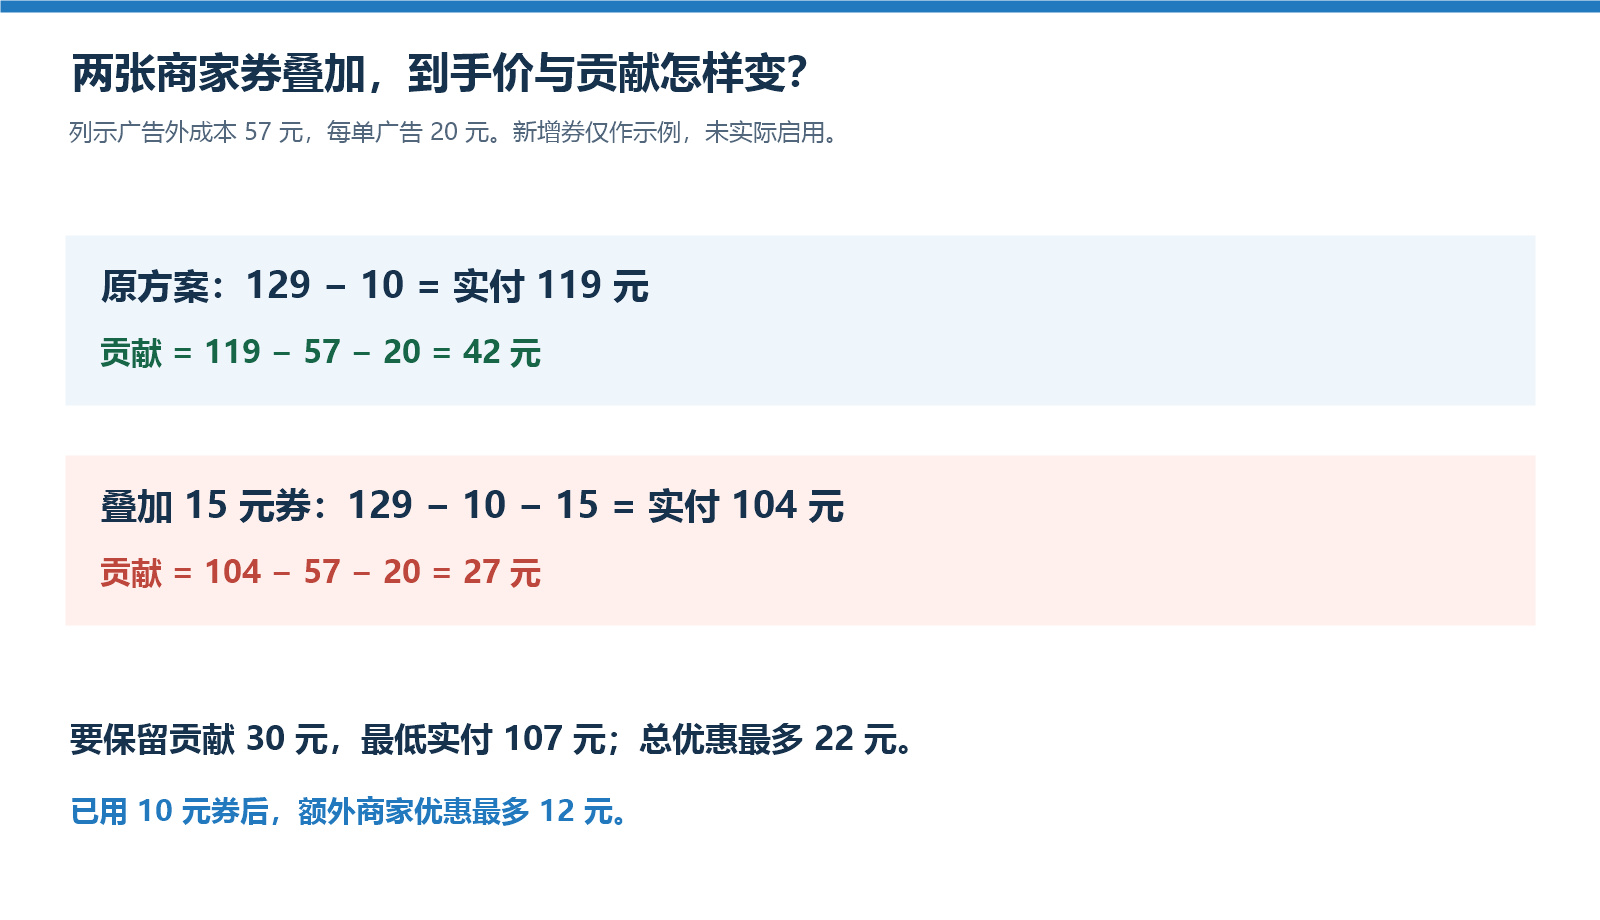 两张商家券叠加，到手价与贡献怎样变？
列示广告外成本 57 元，每单广告 20 元。新增券仅作示例，未实际启用。
原方案：129 − 10 = 实付 119 元
贡献 = 119 − 57 − 20 = 42 元
叠加 15 元券：129 − 10 − 15 = 实付 104 元
贡献 = 104 − 57 − 20 = 27 元
要保留贡献 30 元，最低实付 107 元；总优惠最多 22 元。
已用 10 元券后，额外商家优惠最多 12 元。